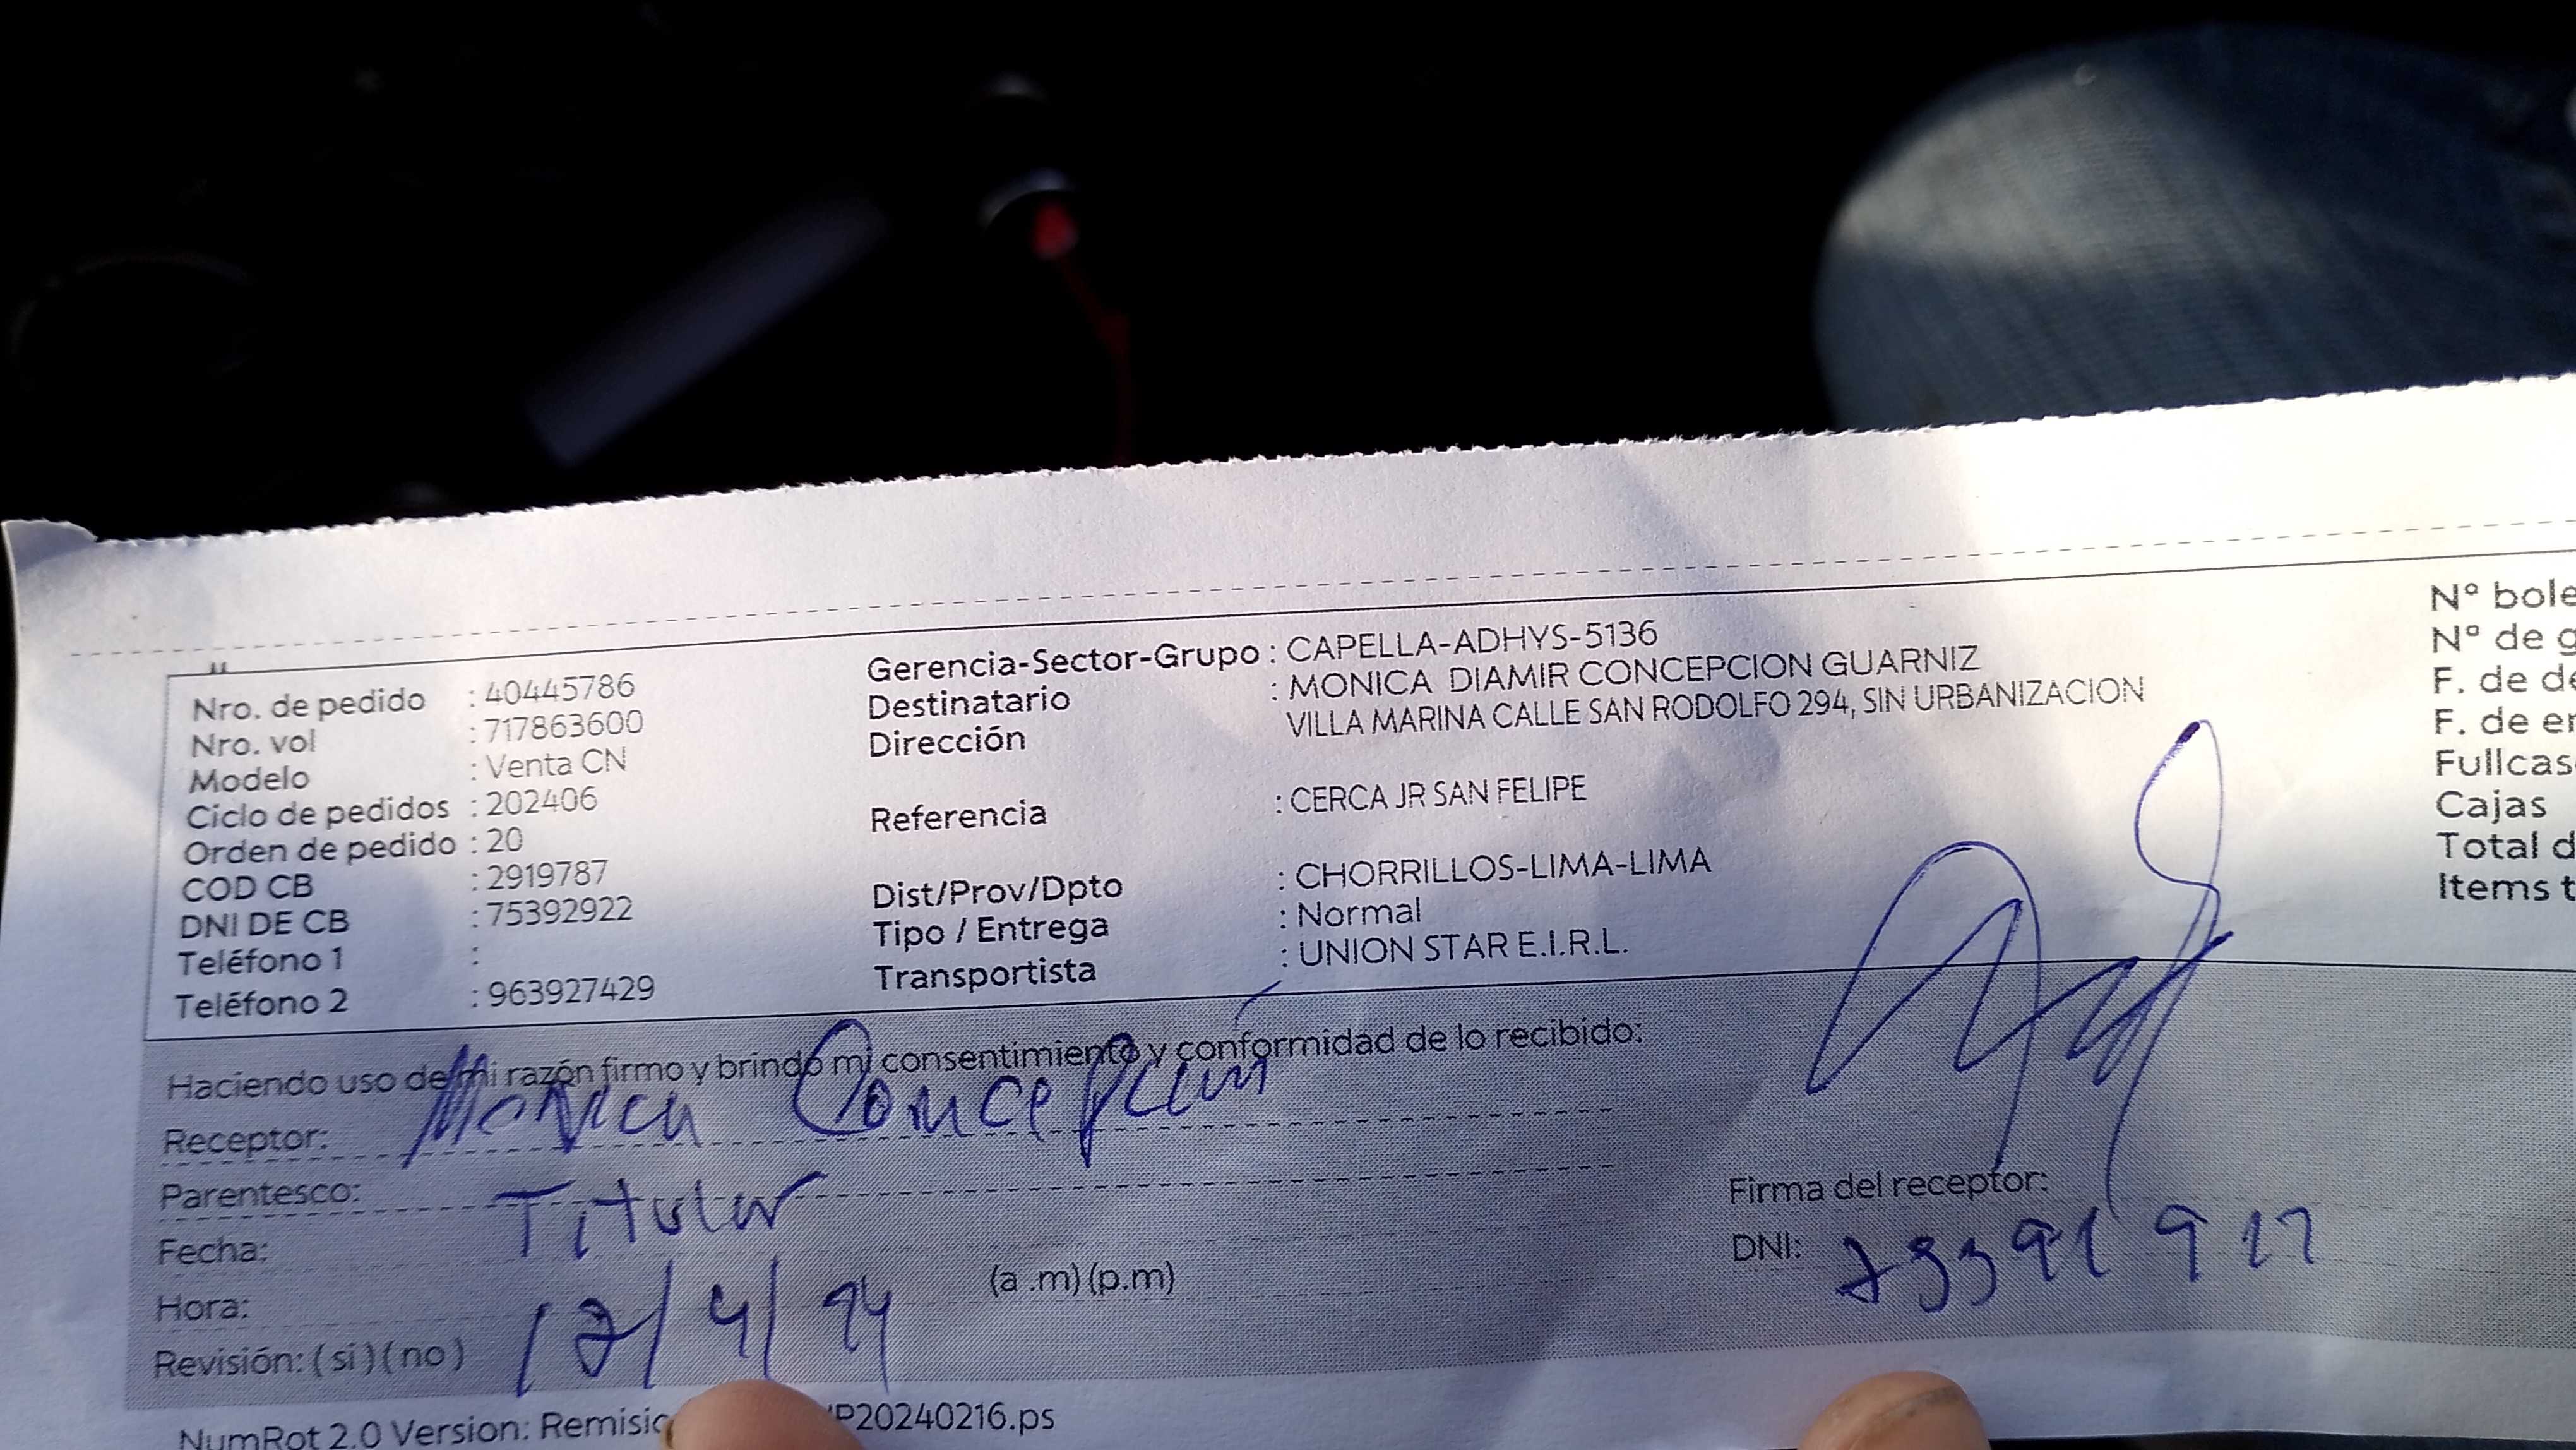 Nro. de pedido : 40445786
Nro. vol : 717863600
Modelo : Venta CN
Ciclo de pedidos : 202406
Orden de pedido : 20
COD CB : 2919787
DNI DE CB : 75392922
Teléfono 1 :
Teléfono 2 : 963927429
Gerencia-Sector-Grupo : CAPELLA-ADHYS-5136
Destinatario : MONICA DIAMIR CONCEPCION GUARNIZ
Dirección VILLA MARINA CALLE SAN RODOLFO 294, SIN URBANIZACION
Referencia : CERCA JR SAN FELIPE
Dist/Prov/Dpto : CHORRILLOS-LIMA-LIMA
Tipo / Entrega : Normal
Transportista : UNION STAR E.I.R.L.
N° bole
N° de g
F. de de
F. de en
Fullcas
Cajas
Total d
Items t
Haciendo uso de mi razón firmo y brindo mi consentimiento y conformidad de lo recibido:
Receptor: Monica Concepción
Parentesco: Titular
Fecha:
Hora: (a .m) (p.m)
Revisión: ( si ) ( no )
Firma del receptor:
DNI:
NumRot 2.0 Version: Remisio P20240216.ps